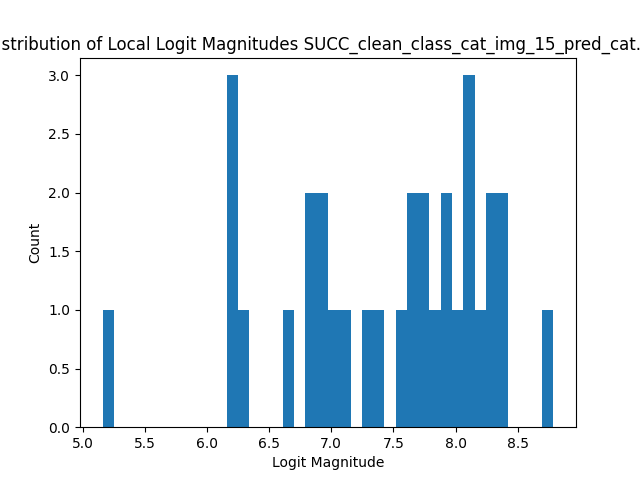 stribution of Local Logit Magnitudes SUCC_clean_class_cat_img_15_pred_cat.
3.0
2.5
2.0
1.5
1.0
0.5
0.0
Count
5.0 5.5 6.0 6.5 7.0 7.5 8.0 8.5
Logit Magnitude